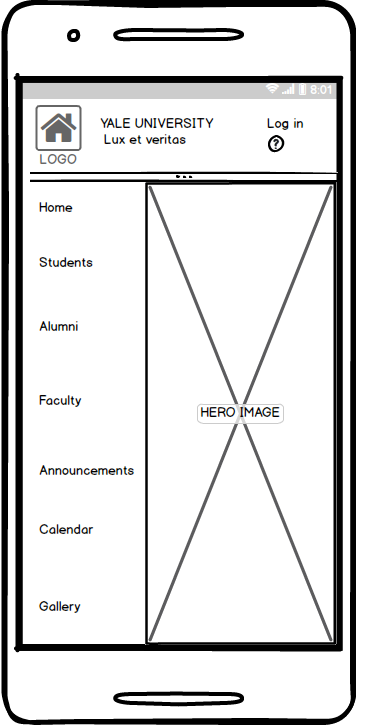 8:01
YALE UNIVERSITY
Lux et veritas
Log in
?
LOGO
Home
Students
Alumni
Faculty
Announcements
Calendar
Gallery
HERO IMAGE